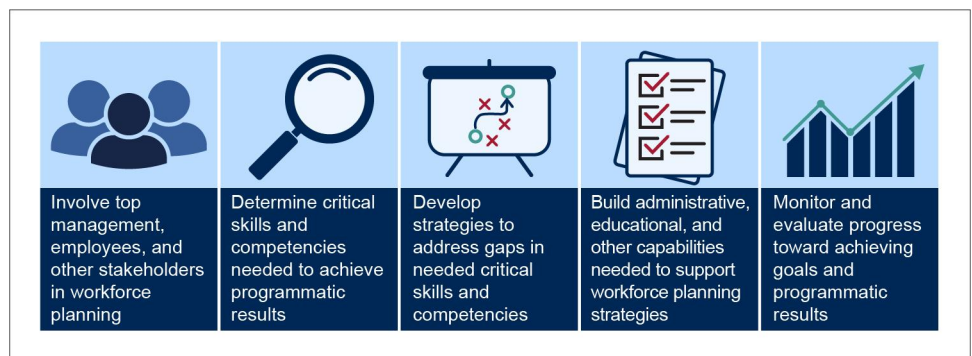 Involve top
management,
employees, and
other stakeholders
in workforce
planning
Determine critical
skills and
competencies
needed to achieve
programmatic
results
Develop
strategies to
address gaps in
needed critical
skills and
competencies
Build administrative,
educational, and
other capabilities
needed to support
workforce planning
strategies
Monitor and
evaluate progress
toward achieving
goals and
programmatic
results